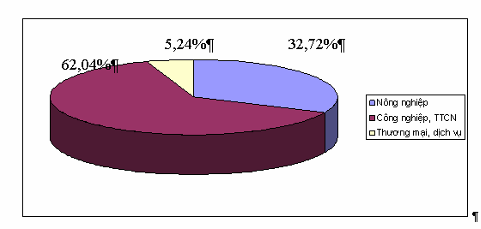 5,24%¶ 32,72%¶
62,04%¶
Nông nghiệp
Công nghiệp, TTCN
Thương mại, dịch vụ
¶